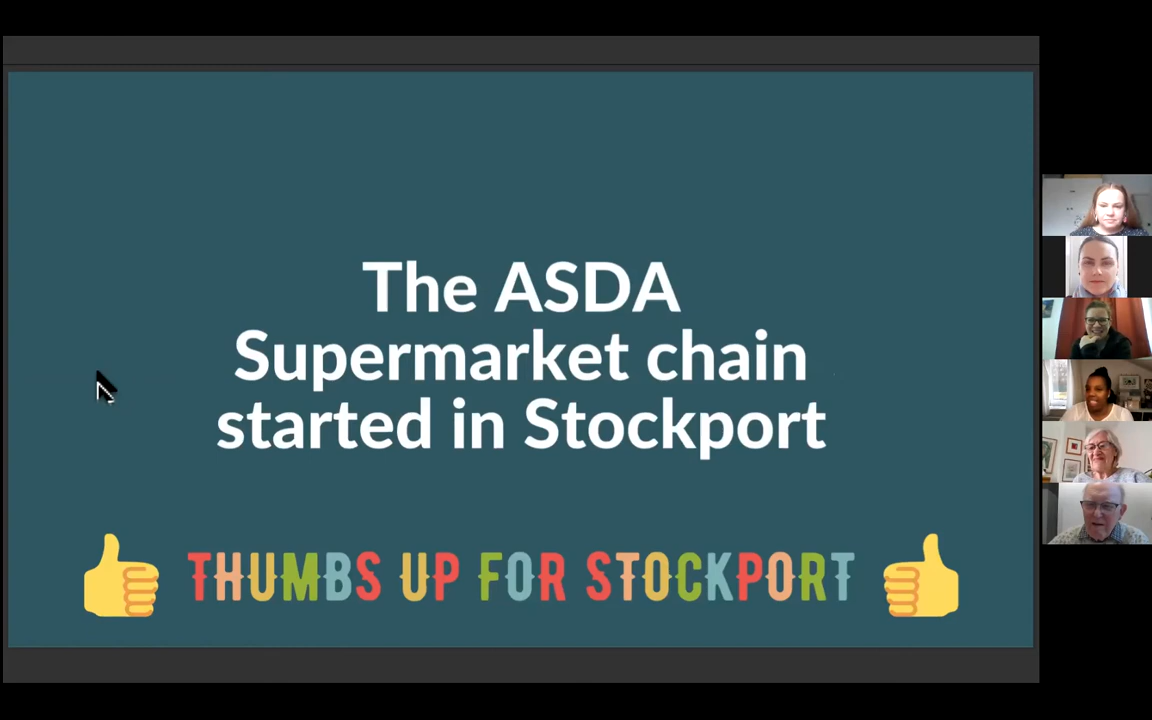 The ASDA
Supermarket chain
started in Stockport
THUMBS UP FOR STOCKPORT